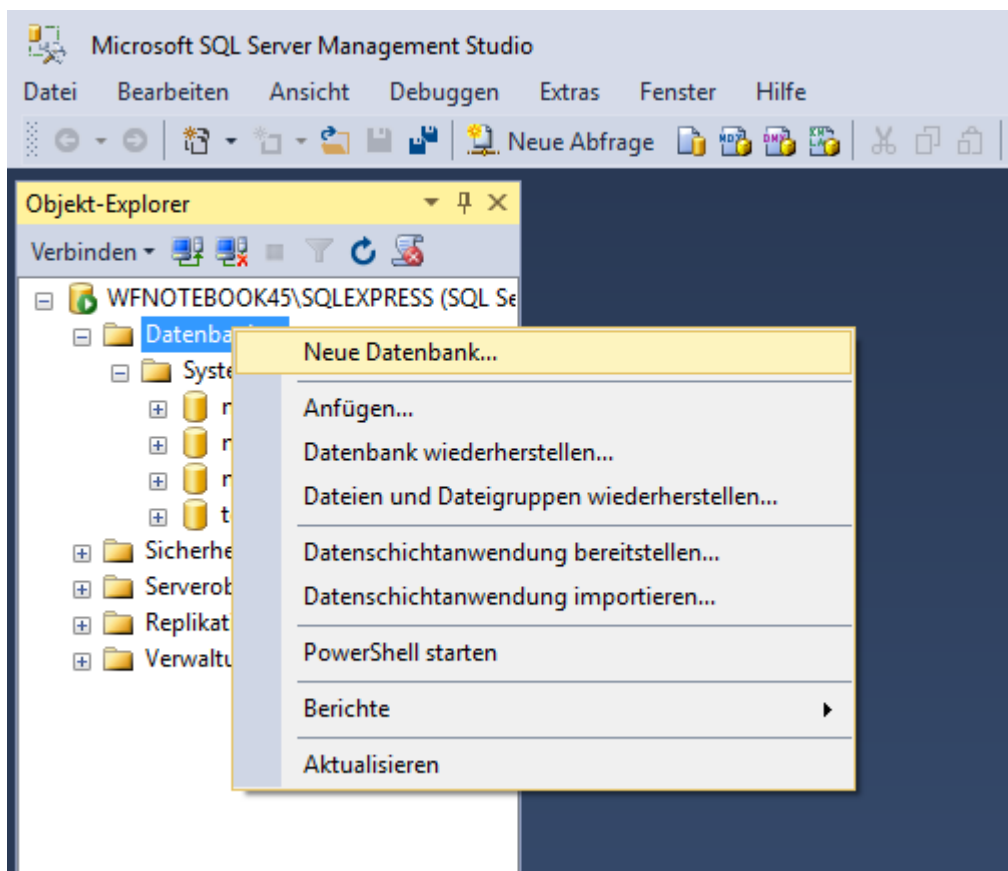 Microsoft SQL Server Management Studio
Datei Bearbeiten Ansicht Debuggen Extras Fenster Hilfe
Neue Abfrage
Objekt-Explorer
Verbinden
WFNOTEBOOK45\SQLEXPRESS (SQL Se
Datenba
Syste
Sicherhe
Servero
Replikat
Verwaltu
Neue Datenbank...
Anfügen...
Datenbank wiederherstellen...
Dateien und Dateigruppen wiederherstellen...
Datenschichtanwendung bereitstellen...
Datenschichtanwendung importieren...
PowerShell starten
Berichte
Aktualisieren